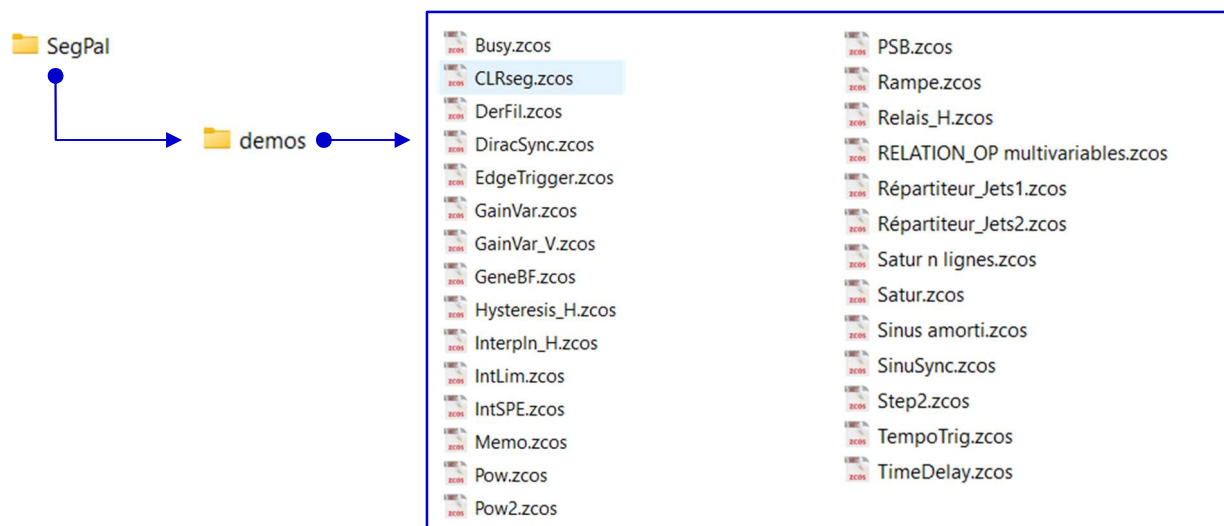 SegPal
demos
Busy.zcos
CLRseg.zcos
DerFil.zcos
DiracSync.zcos
EdgeTrigger.zcos
GainVar.zcos
GainVar_V.zcos
GeneBF.zcos
Hysteresis_H.zcos
Interpln_H.zcos
IntLim.zcos
IntSPE.zcos
Memo.zcos
Pow.zcos
Pow2.zcos
PSB.zcos
Rampe.zcos
Relais_H.zcos
RELATION_OP multivariables.zcos
Répartiteur_Jets1.zcos
Répartiteur_Jets2.zcos
Satur n lignes.zcos
Satur.zcos
Sinus amorti.zcos
SinuSync.zcos
Step2.zcos
TempoTrig.zcos
TimeDelay.zcos